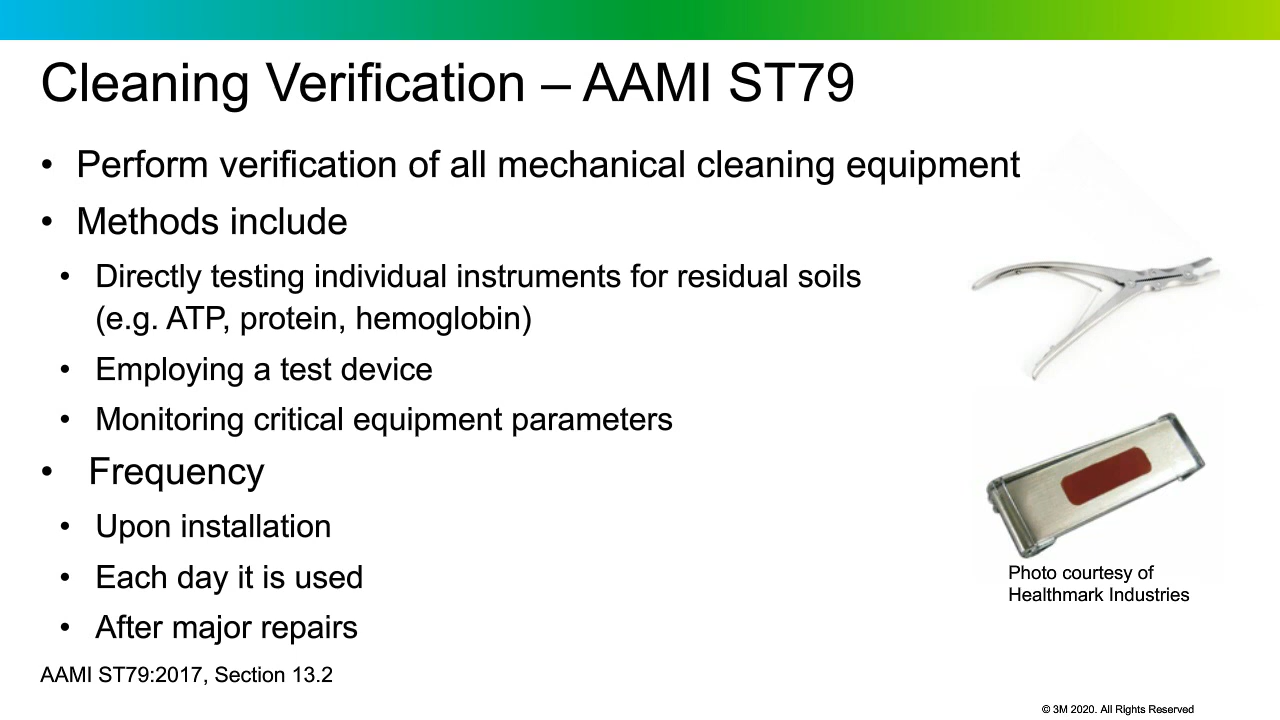 Cleaning Verification – AAMI ST79
• Perform verification of all mechanical cleaning equipment
• Methods include
• Directly testing individual instruments for residual soils
(e.g. ATP, protein, hemoglobin)
• Employing a test device
• Monitoring critical equipment parameters
• Frequency
• Upon installation
• Each day it is used
• After major repairs
Photo courtesy of
Healthmark Industries
AAMI ST79:2017, Section 13.2
© 3M 2020. All Rights Reserved